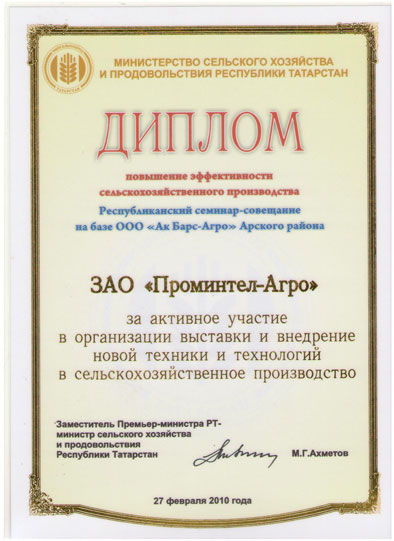 МИНИСТЕРСТВО СЕЛЬСКОГО ХОЗЯЙСТВА
И ПРОДОВОЛЬСТВИЯ РЕСПУБЛИКИ ТАТАРСТАН
ДИПЛОМ
повышение эффективности
сельскохозяйственного производства
Республиканский семинар-совещание
на базе ООО «Ак Барс-Агро» Арского района
ЗАО «Проминтел-Агро»
за активное участие
в организации выставки и внедрение
новой техники и технологий
в сельскохозяйственное производство
Заместитель Премьер-министра РТ-
министр сельского хозяйства
и продовольствия
Республики Татарстан
М.Г.Ахметов
27 февраля 2010 года